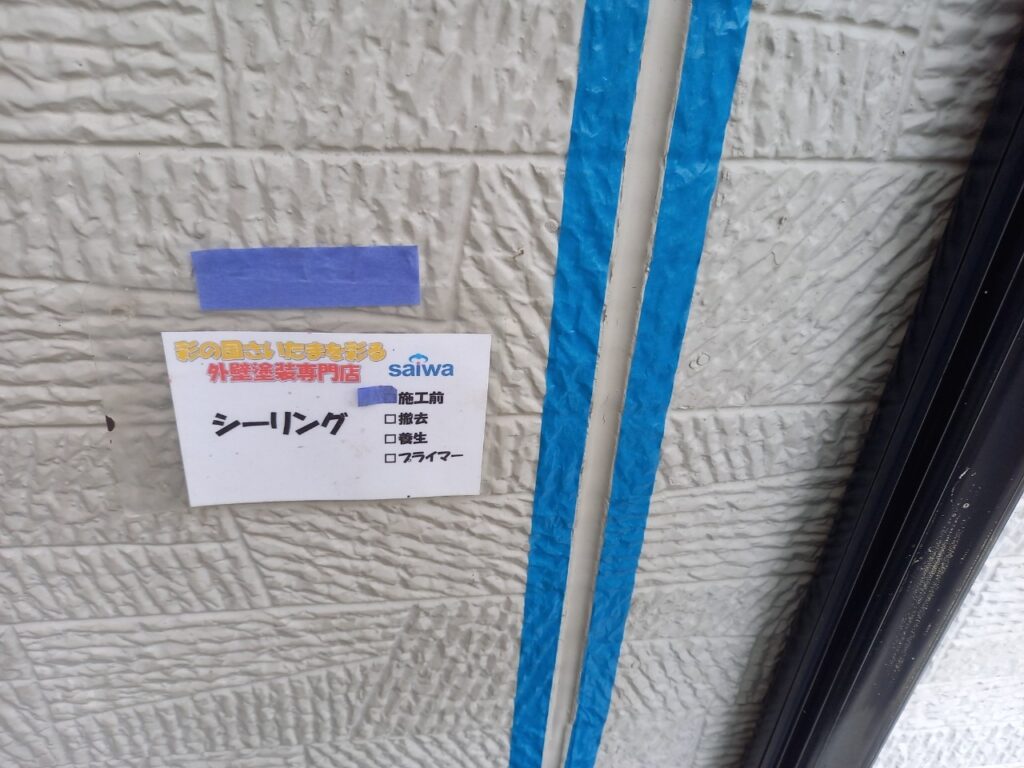 彩の国さいたまを彩る
外壁塗装専門店
saiwa
シーリング
□施工前
□撤去
□養生
□プライマー